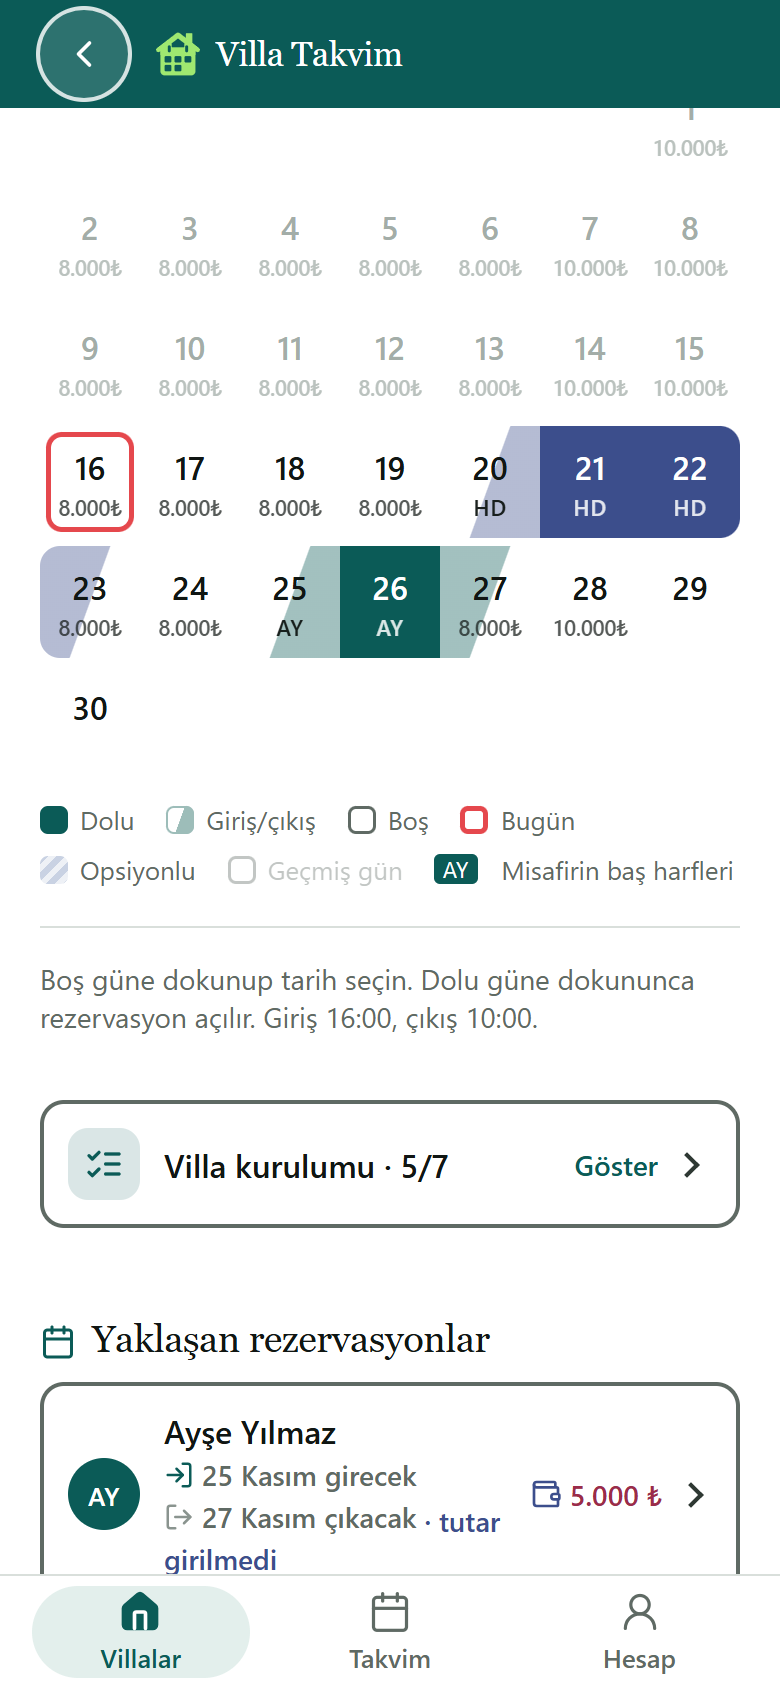 Villa Takvim
1
10.000₺
2 3 4 5 6 7 8
8.000₺ 8.000₺ 8.000₺ 8.000₺ 8.000₺ 10.000₺ 10.000₺
9 10 11 12 13 14 15
8.000₺ 8.000₺ 8.000₺ 8.000₺ 8.000₺ 10.000₺ 10.000₺
16 17 18 19 20 21 22
8.000₺ 8.000₺ 8.000₺ 8.000₺ HD HD HD
23 24 25 26 27 28 29
8.000₺ 8.000₺ AY AY 8.000₺ 10.000₺
30
Dolu Giriş/çıkış Boş Bugün
Opsiyonlu Geçmiş gün AY Misafirin baş harfleri
Boş güne dokunup tarih seçin. Dolu güne dokununca
rezervasyon açılır. Giriş 16:00, çıkış 10:00.
Villa kurulumu · 5/7 Göster
Yaklaşan rezervasyonlar
Ayşe Yılmaz
AY 25 Kasım girecek 5.000 ₺
27 Kasım çıkacak · tutar
girilmedi
Villalar Takvim Hesap